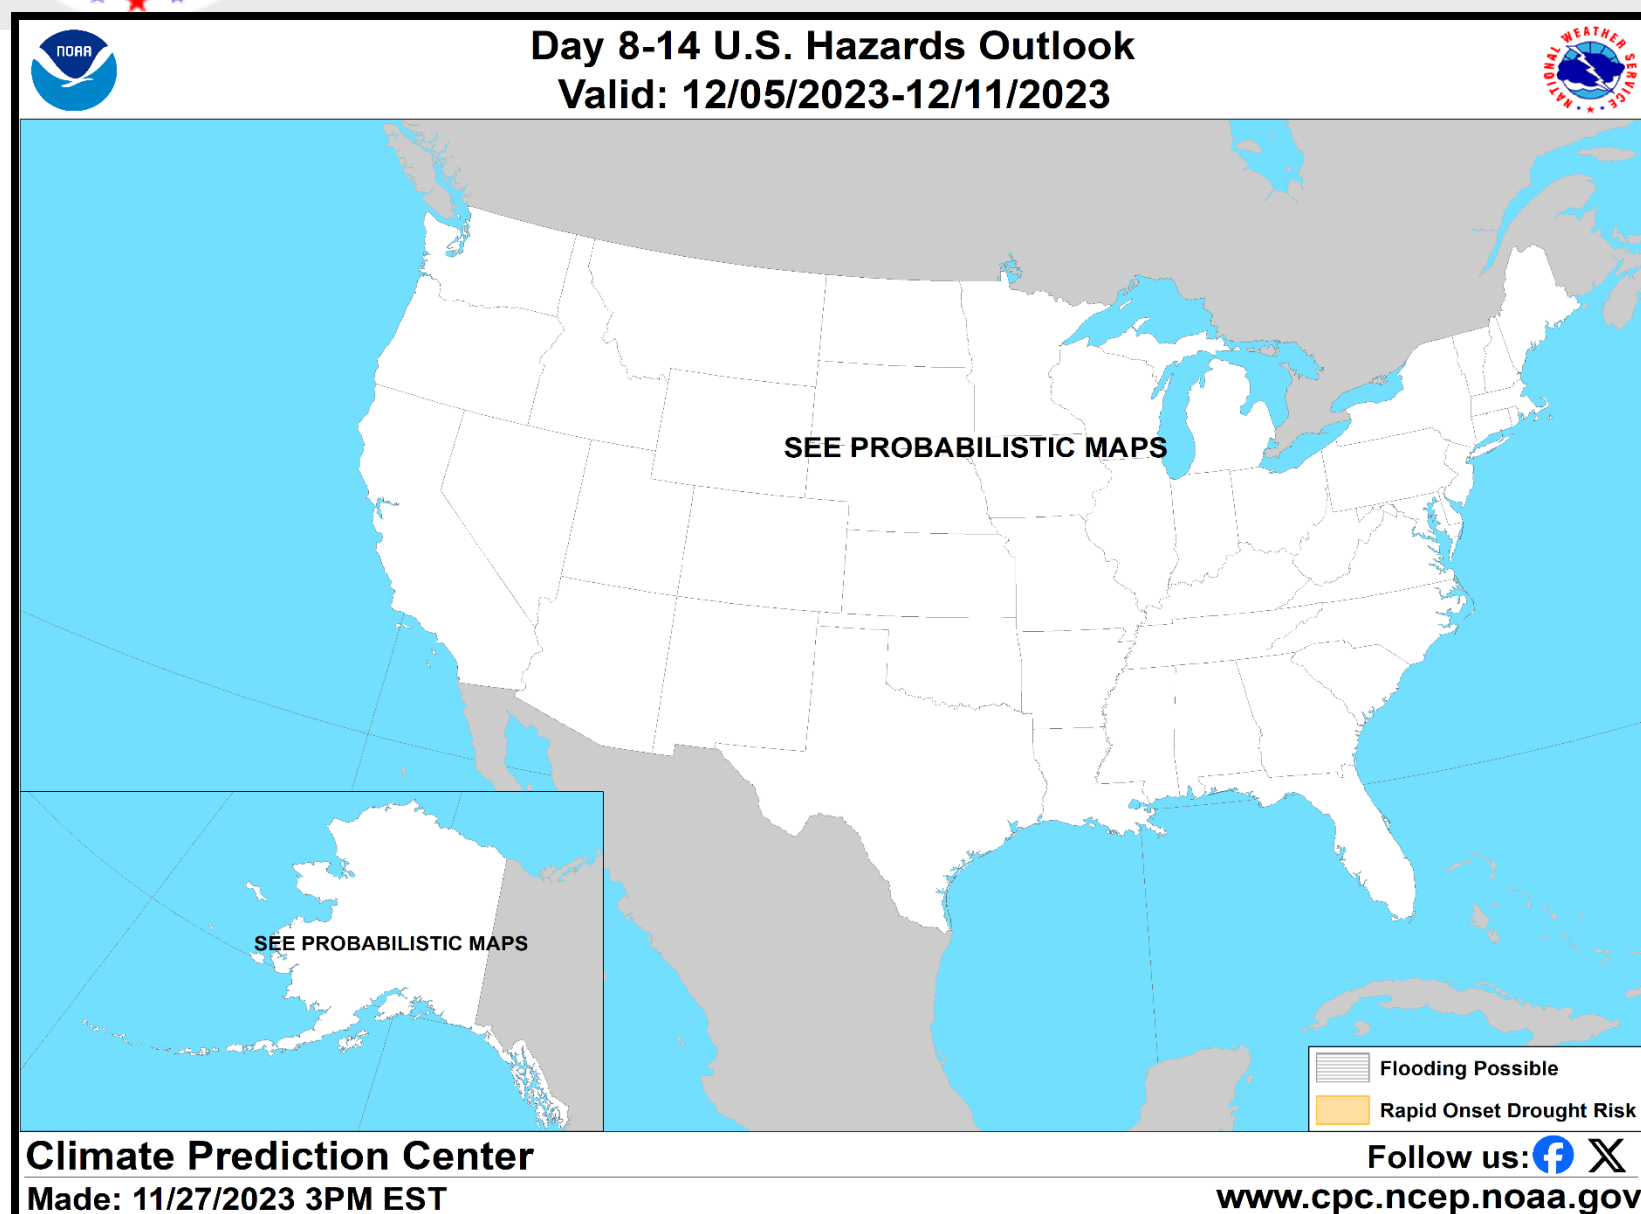 Day 8-14 U.S. Hazards Outlook
Valid: 12/05/2023-12/11/2023
NOAA
NATIONAL WEATHER SERVICE
SEE PROBABILISTIC MAPS
SEE PROBABILISTIC MAPS
Flooding Possible
Rapid Onset Drought Risk
Climate Prediction Center
Follow us:
Made: 11/27/2023 3PM EST
www.cpc.ncep.noaa.gov